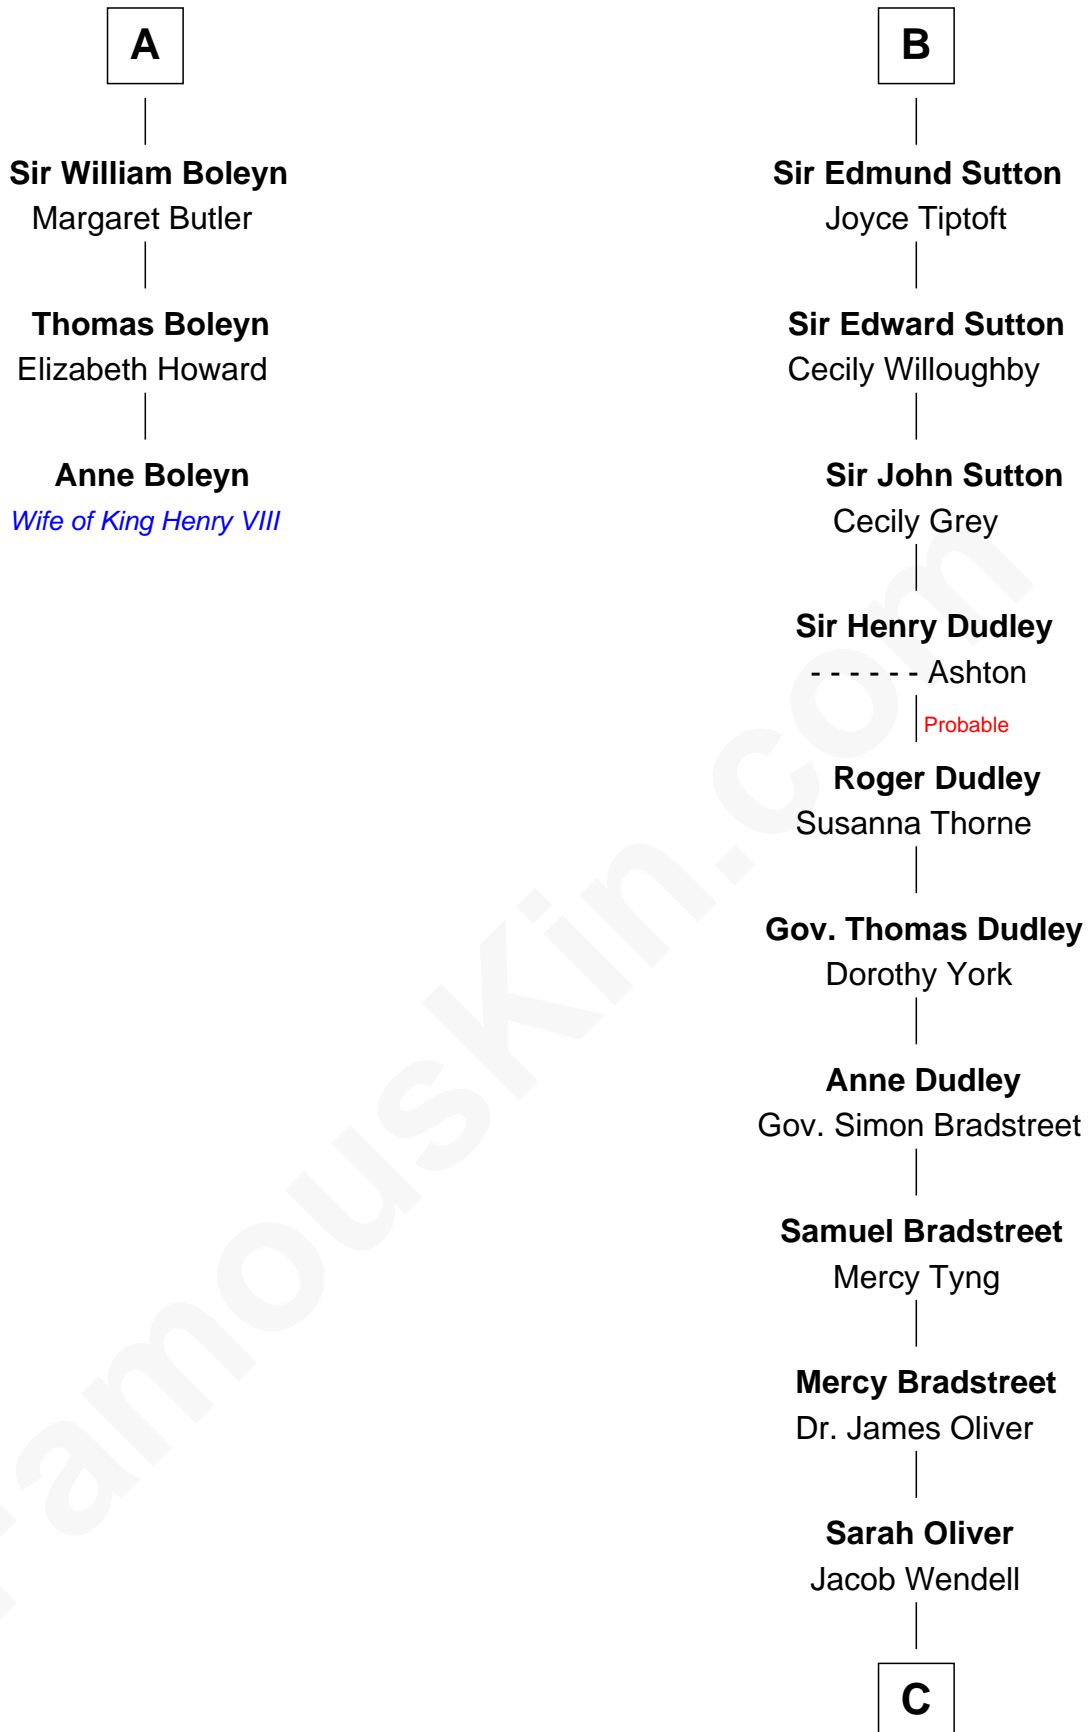 A
Sir William Boleyn
Margaret Butler
Thomas Boleyn
Elizabeth Howard
Anne Boleyn
Wife of King Henry VIII
B
Sir Edmund Sutton
Joyce Tiptoft
Sir Edward Sutton
Cecily Willoughby
Sir John Sutton
Cecily Grey
Sir Henry Dudley
- - - - - - Ashton
Probable
Roger Dudley
Susanna Thorne
Gov. Thomas Dudley
Dorothy York
Anne Dudley
Gov. Simon Bradstreet
Samuel Bradstreet
Mercy Tyng
Mercy Bradstreet
Dr. James Oliver
Sarah Oliver
Jacob Wendell
C
FamousKin.com